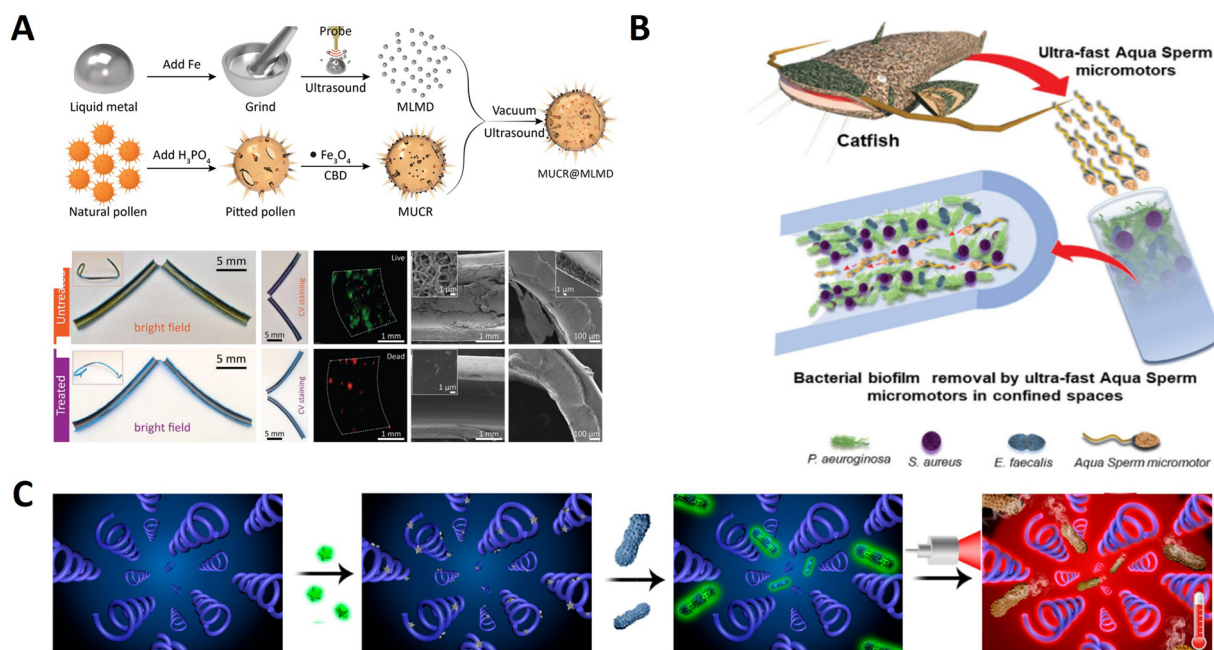 A
Probe
Add Fe
Liquid metal
Grind
Ultrasound
MLMD
Vacuum
Ultrasound
Add H₃PO₄
Fe₃O₄
CBD
MUCR@MLMD
Natural pollen
Pitted pollen
MUCR
Untreated
5 mm
bright field
CV staining
5 mm
Live
1 mm
1 μm
1 mm
1 μm
100 μm
Treated
5 mm
bright field
CV staining
5 mm
Dead
1 mm
1 μm
1 mm
100 μm
B
Ultra-fast Aqua Sperm
micromotors
Catfish
Bacterial biofilm removal by ultra-fast Aqua Sperm
micromotors in confined spaces
P. aeuroginosa
S. aureus
E. faecalis
Aqua Sperm micromotor
C